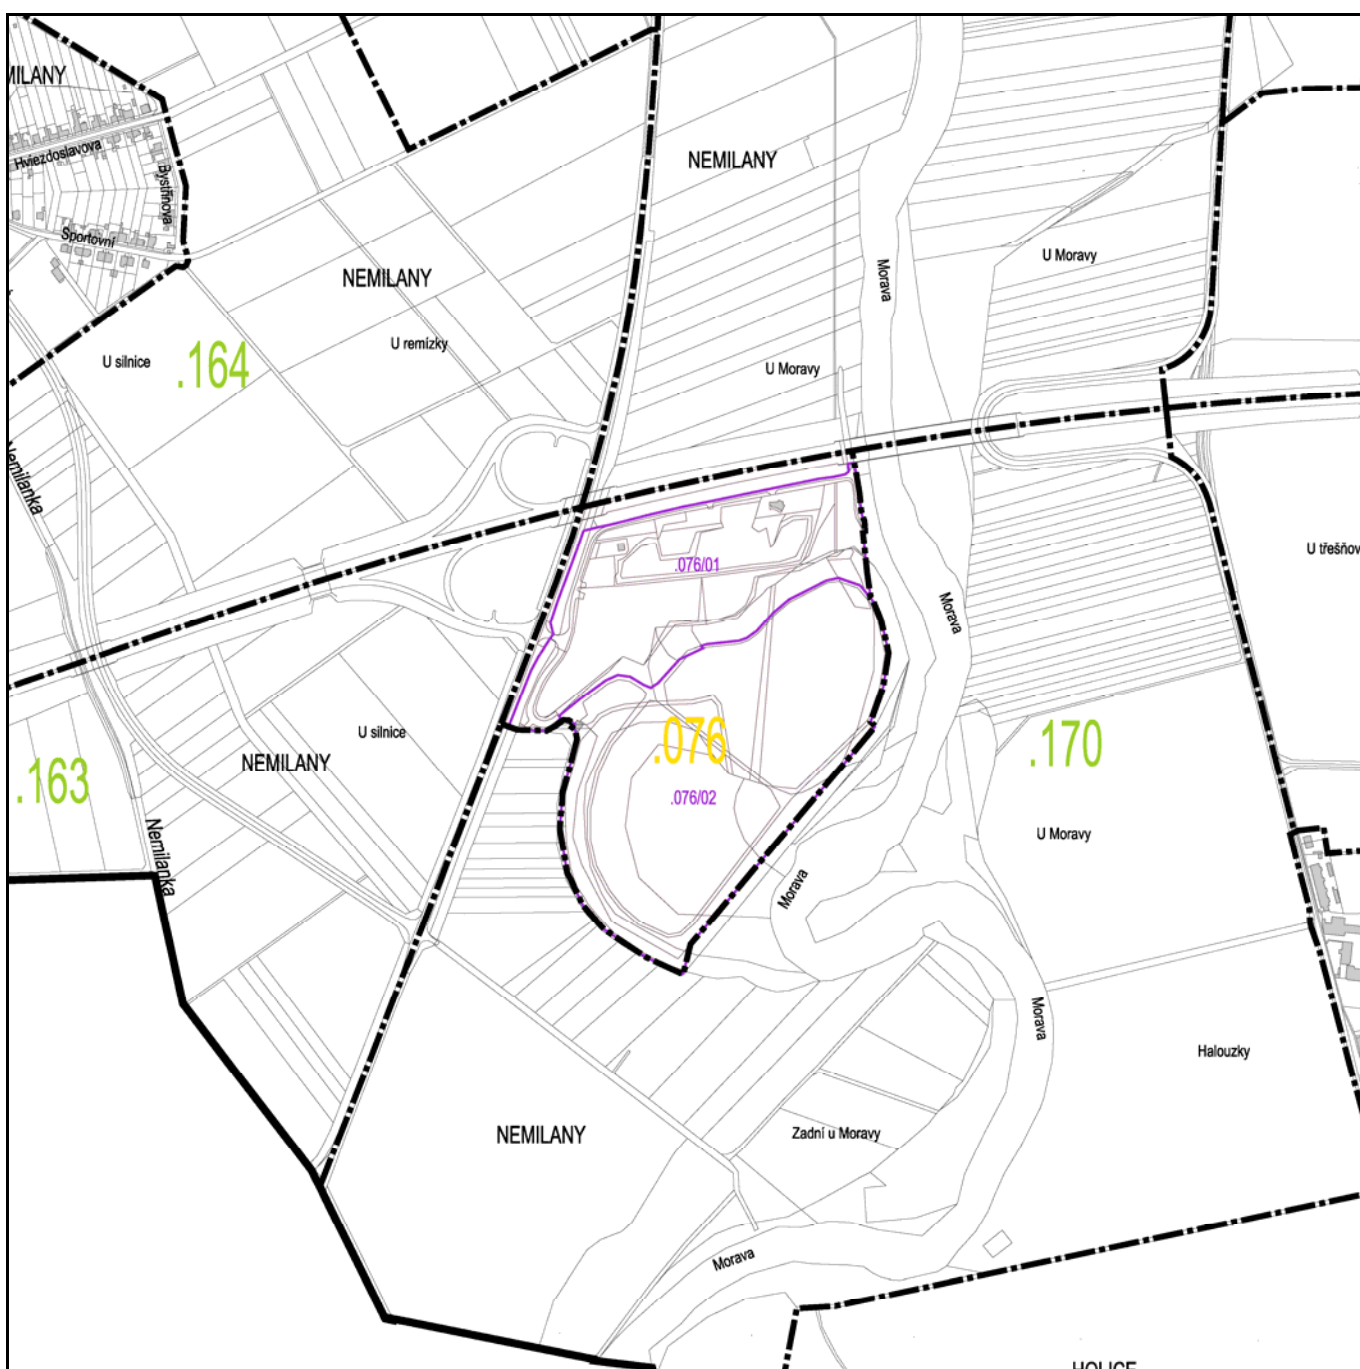 MILANY
Hviezdoslavova
Bystřinova
Sportovní
NEMILANY
NEMILANY
Morava
U Moravy
U silnice
.164
U remízky
U Moravy
Nemilanka
U třešňov
.076/01
Morava
U silnice
NEMILANY
.163
.076
.170
.076/02
U Moravy
Nemilanka
Morava
Morava
Halouzky
NEMILANY
Zadní u Moravy
Morava
HOLICE